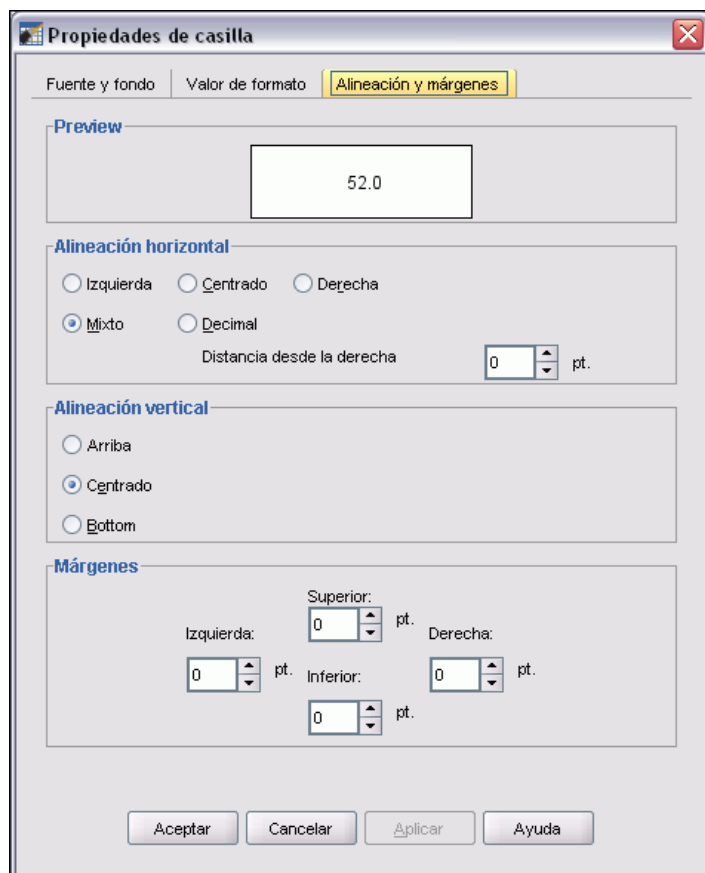 Propiedades de casilla
Fuente y fondo Valor de formato Alineación y márgenes
Preview
52.0
Alineación horizontal
Izquierda Centrado Derecha
Mixto Decimal
Distancia desde la derecha 0 pt.
Alineación vertical
Arriba
Centrado
Bottom
Márgenes
Superior:
0 pt.
Izquierda: Derecha:
0 pt. Inferior: 0 pt.
0 pt.
Aceptar Cancelar Aplicar Ayuda